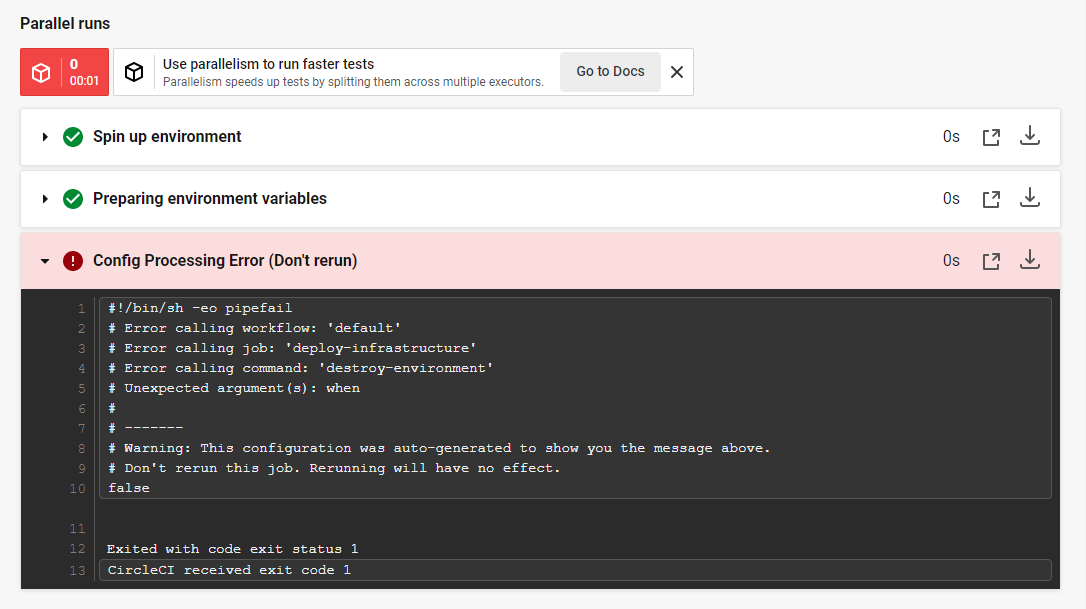 Parallel runs
0
00:01
Use parallelism to run faster tests
Parallelism speeds up tests by splitting them across multiple executors.
Go to Docs
Spin up environment
0s
Preparing environment variables
0s
Config Processing Error (Don't rerun)
0s
1 #!/bin/sh -eo pipefail
2 # Error calling workflow: 'default'
3 # Error calling job: 'deploy-infrastructure'
4 # Error calling command: 'destroy-environment'
5 # Unexpected argument(s): when
6 #
7 # -------
8 # Warning: This configuration was auto-generated to show you the message above.
9 # Don't rerun this job. Rerunning will have no effect.
10 false
11
12 Exited with code exit status 1
13 CircleCI received exit code 1